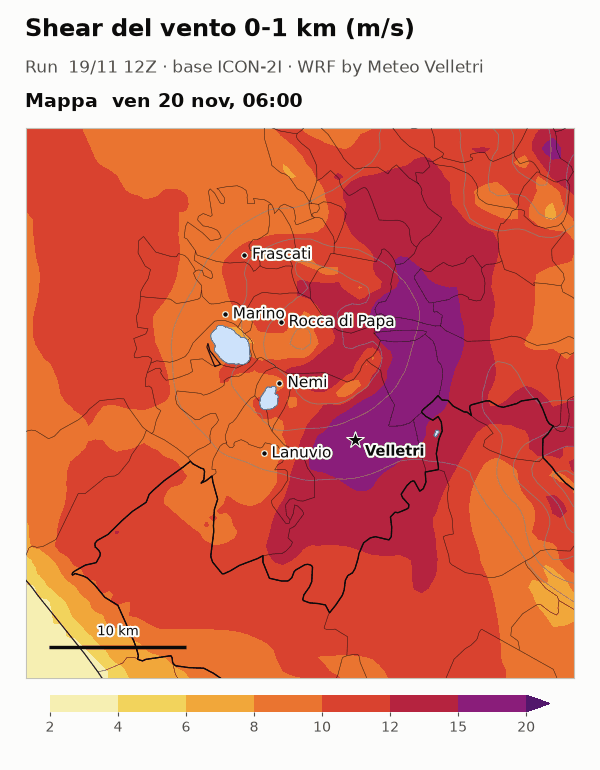 Shear del vento 0-1 km (m/s)
Run  19/11 12Z · base ICON-2I · WRF by Meteo Velletri
Mappa  ven 20 nov, 06:00
Frascati
Marino
Rocca di Papa
Nemi
Velletri
Lanuvio
10 km
2 4 6 8 10 12 15 20